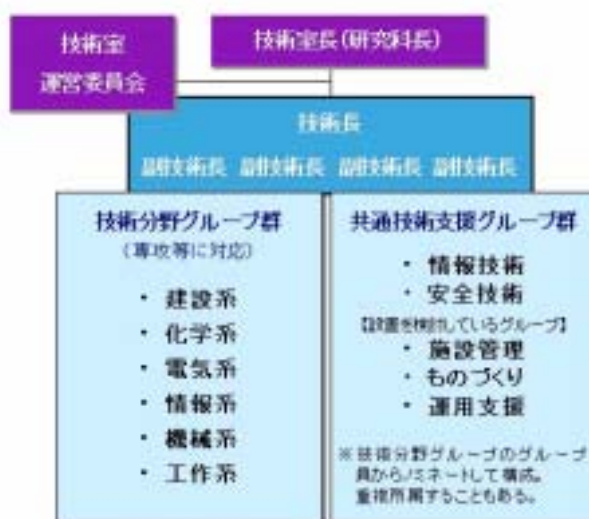 技術室
運営委員会
技術室長(研究科長)
技術長
副技術長 副技術長 副技術長 副技術長
技術分野グループ群
(専攻等に対応)
・ 建設系
・ 化学系
・ 電気系
・ 情報系
・ 機械系
・ 工作系
共通技術支援グループ群
・ 情報技術
・ 安全技術
【設置を検討しているグループ】
・ 施設管理
・ ものづくり
・ 運用支援
※技術分野グループのグループ
員からノミネートして構成。
重複所属することもある。